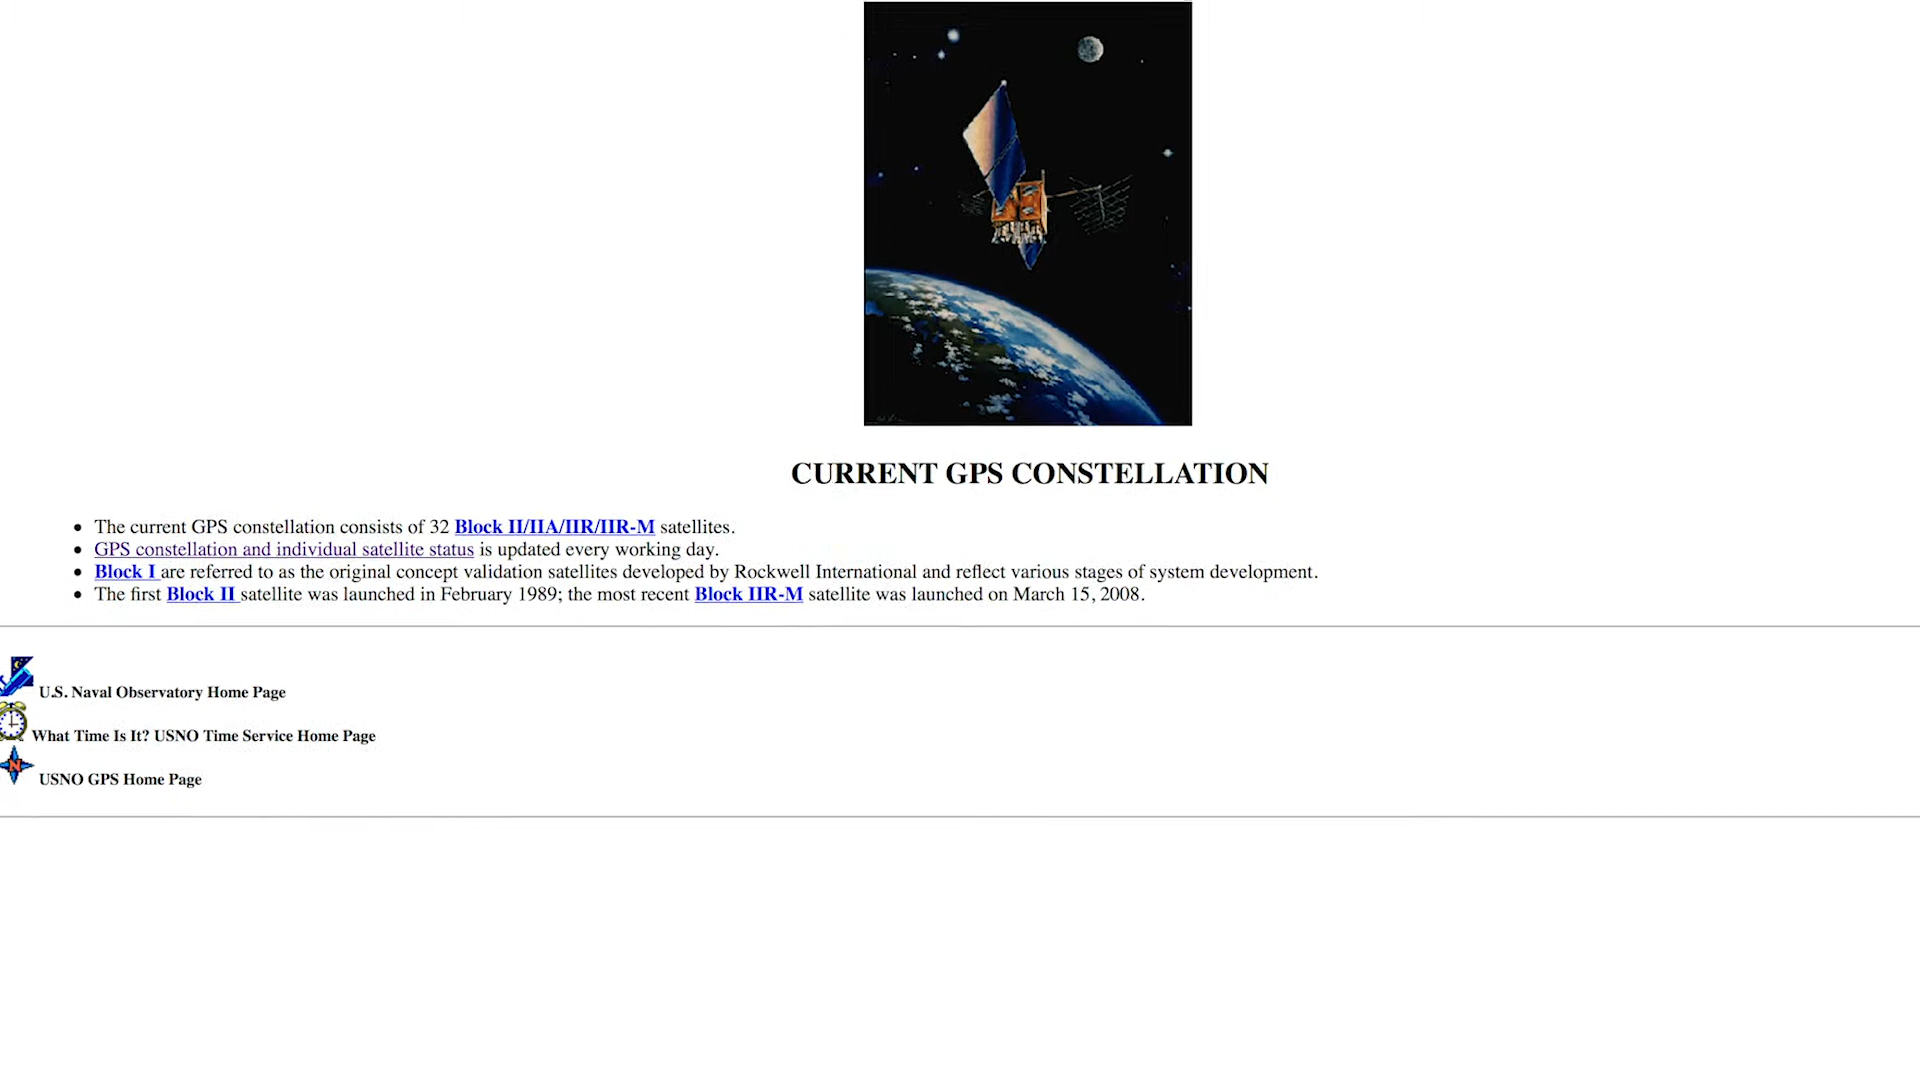 CURRENT GPS CONSTELLATION
The current GPS constellation consists of 32 Block II/IIA/IIR/IIR-M satellites.
GPS constellation and individual satellite status is updated every working day.
Block I are referred to as the original concept validation satellites developed by Rockwell International and reflect various stages of system development.
The first Block II satellite was launched in February 1989; the most recent Block IIR-M satellite was launched on March 15, 2008.
U.S. Naval Observatory Home Page
What Time Is It? USNO Time Service Home Page
N
USNO GPS Home Page